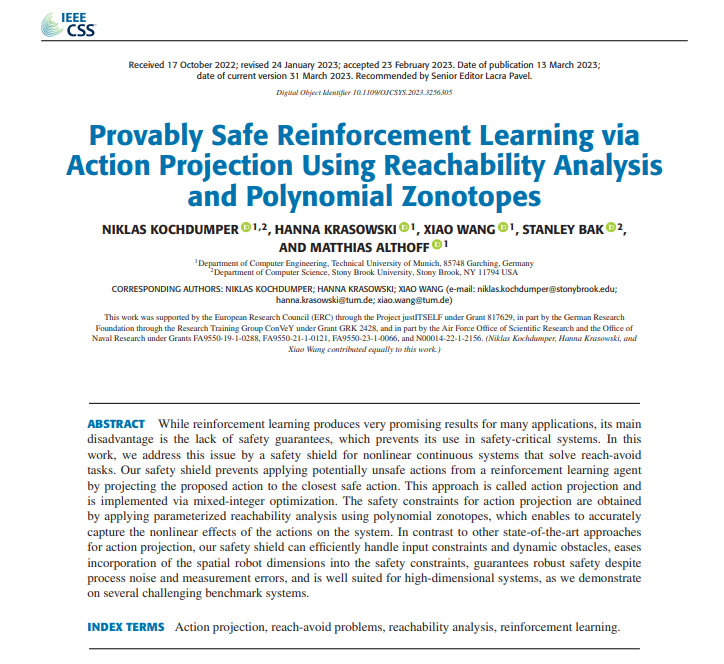 IEEE
CSS
Received 17 October 2022; revised 24 January 2023; accepted 23 February 2023. Date of publication 13 March 2023;
date of current version 31 March 2023. Recommended by Senior Editor Lacra Pavel.
Digital Object Identifier 10.1109/OJCSYS.2023.3256305
Provably Safe Reinforcement Learning via
Action Projection Using Reachability Analysis
and Polynomial Zonotopes
NIKLAS KOCHDUMPER 1,2, HANNA KRASOWSKI 1, XIAO WANG 1, STANLEY BAK 2,
AND MATTHIAS ALTHOFF 1
1Department of Computer Engineering, Technical University of Munich, 85748 Garching, Germany
2Department of Computer Science, Stony Brook University, Stony Brook, NY 11794 USA
CORRESPONDING AUTHORS: NIKLAS KOCHDUMPER; HANNA KRASOWSKI; XIAO WANG (e-mail: niklas.kochdumper@stonybrook.edu;
hanna.krasowski@tum.de; xiao.wang@tum.de)
This work was supported by the European Research Council (ERC) through the Project justITSELF under Grant 817629, in part by the German Research
Foundation through the Research Training Group ConVeY under Grant GRK 2428, and in part by the Air Force Office of Scientific Research and the Office of
Naval Research under Grants FA9550-19-1-0288, FA9550-21-1-0121, FA9550-23-1-0066, and N00014-22-1-2156. (Niklas Kochdumper, Hanna Krasowski, and
Xiao Wang contributed equally to this work.)
ABSTRACT While reinforcement learning produces very promising results for many applications, its main
disadvantage is the lack of safety guarantees, which prevents its use in safety-critical systems. In this
work, we address this issue by a safety shield for nonlinear continuous systems that solve reach-avoid
tasks. Our safety shield prevents applying potentially unsafe actions from a reinforcement learning agent
by projecting the proposed action to the closest safe action. This approach is called action projection and
is implemented via mixed-integer optimization. The safety constraints for action projection are obtained
by applying parameterized reachability analysis using polynomial zonotopes, which enables to accurately
capture the nonlinear effects of the actions on the system. In contrast to other state-of-the-art approaches
for action projection, our safety shield can efficiently handle input constraints and dynamic obstacles, eases
incorporation of the spatial robot dimensions into the safety constraints, guarantees robust safety despite
process noise and measurement errors, and is well suited for high-dimensional systems, as we demonstrate
on several challenging benchmark systems.
INDEX TERMS Action projection, reach-avoid problems, reachability analysis, reinforcement learning.